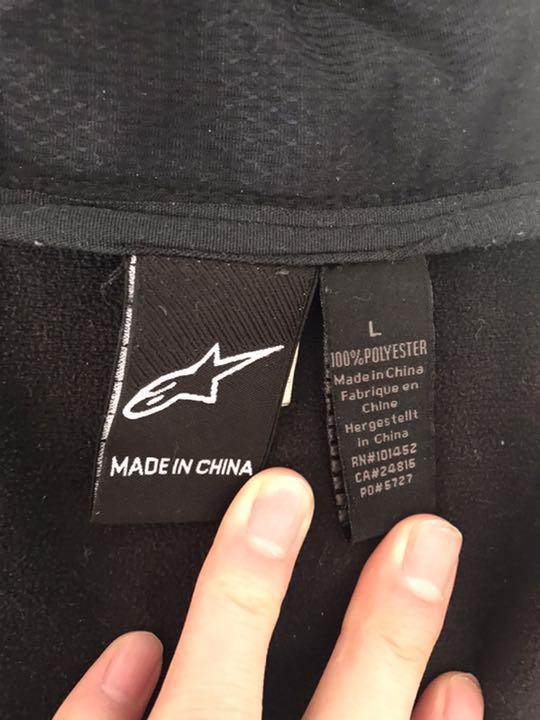 MADE IN CHINA
L
100%POLYESTER
Made in China
Fabrique en
Chine
Hergestellt
in China
RN#101452
CA#24815
PO#5727